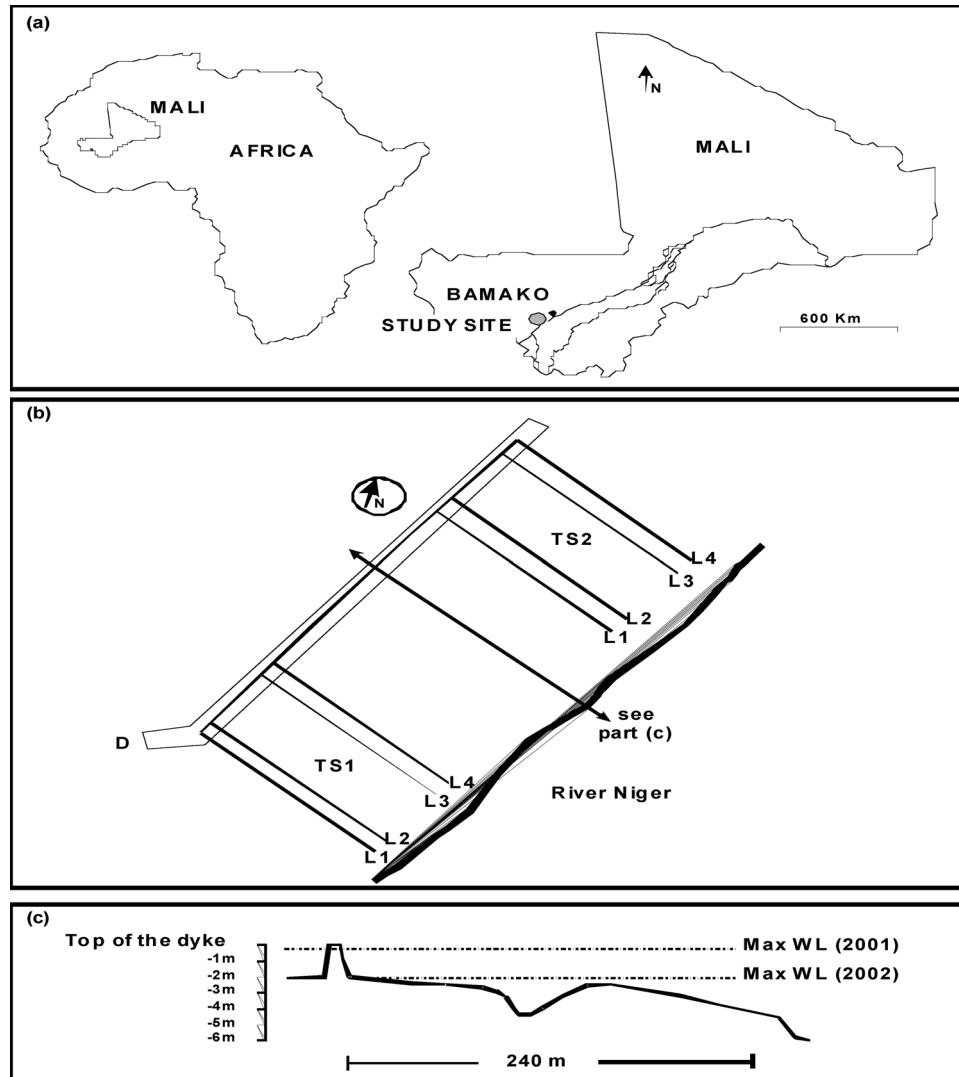 (a)
MALI
AFRICA
N
MALI
BAMAKO
STUDY SITE
600 Km
(b)
N
TS2
L4
L3
L2
L1
see
part (c)
D
TS1
L4
L3
L2
L1
River Niger
(c)
Top of the dyke
Max WL (2001)
-1m
-2m
Max WL (2002)
-3m
-4m
-5m
-6m
240 m